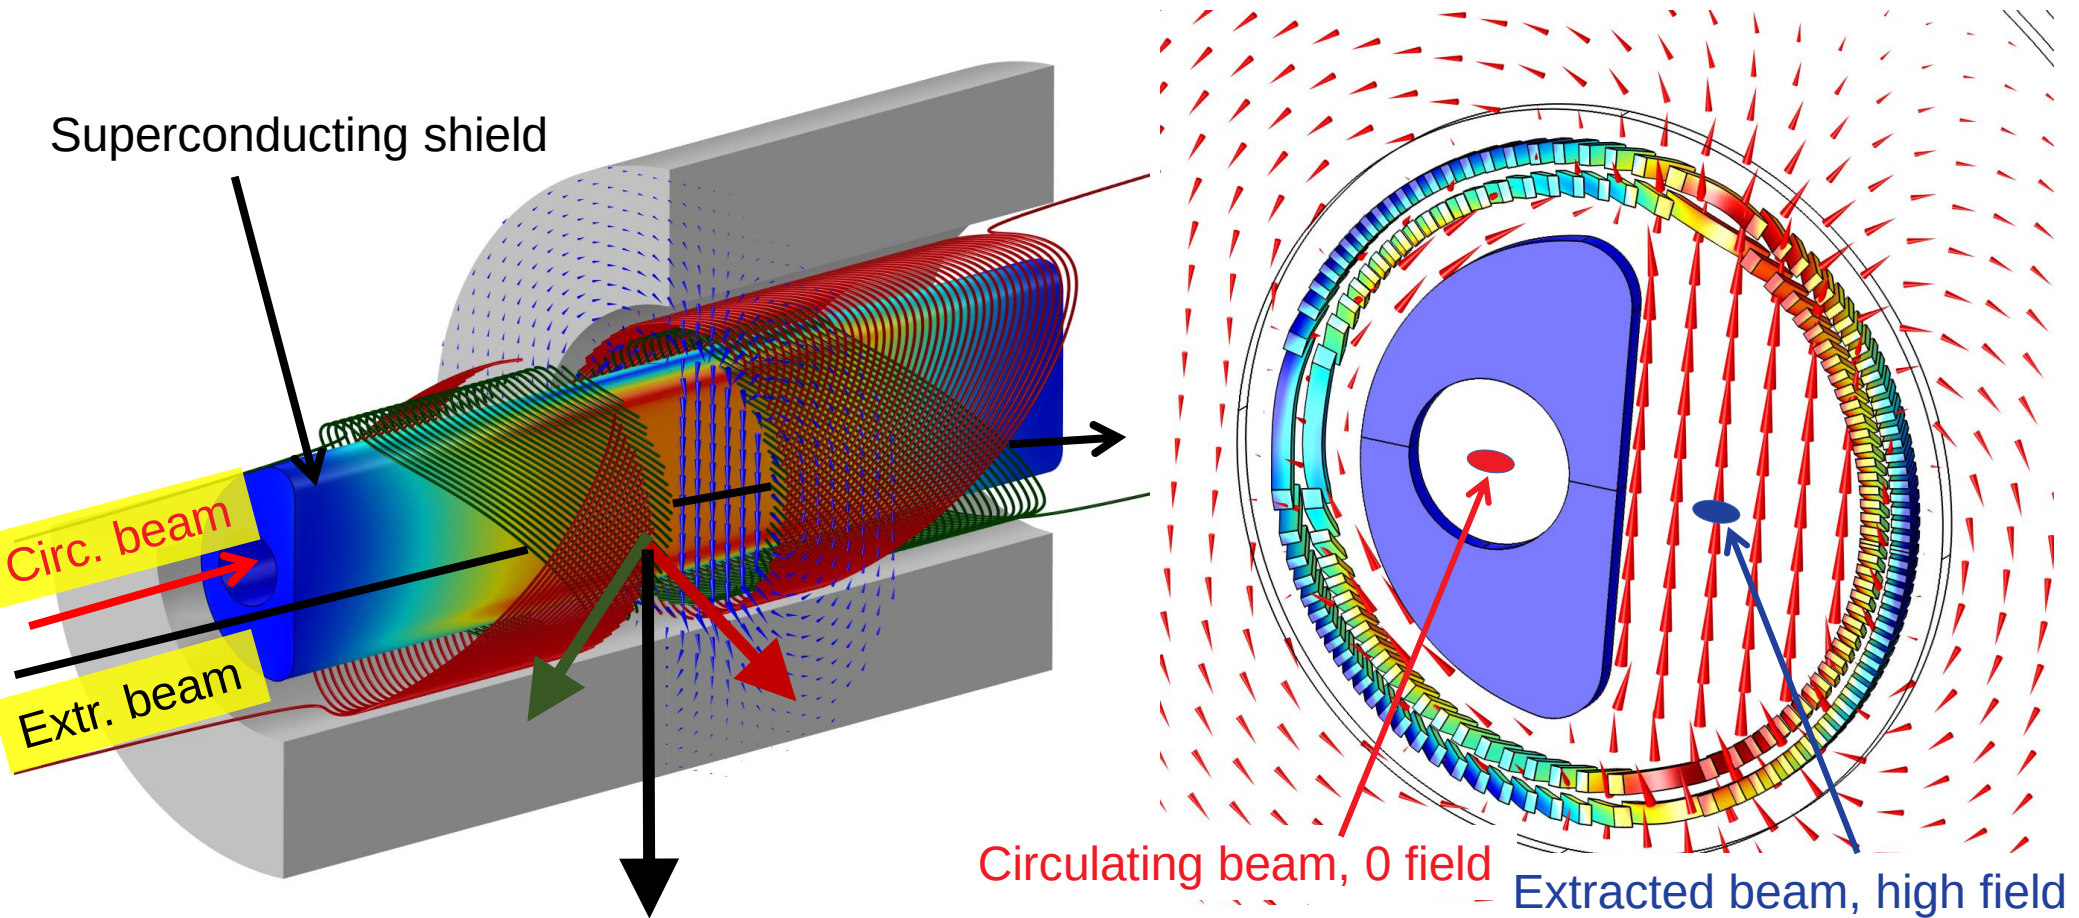 Superconducting shield
Circ. beam
Extr. beam
Circulating beam, 0 field
Extracted beam, high field